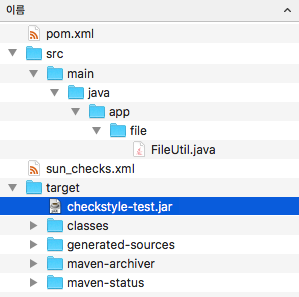 이름
pom.xml
src
main
java
app
file
FileUtil.java
sun_checks.xml
target
checkstyle-test.jar
classes
generated-sources
maven-archiver
maven-status